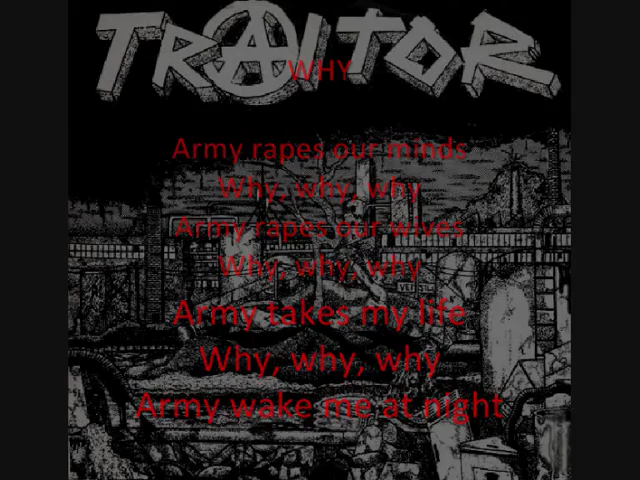 TRAITOR
WHY
Army rapes our minds
Why, why, why
Army rapes our wives
Why, why, why
Army takes my life
Why, why, why
Army wake me at night